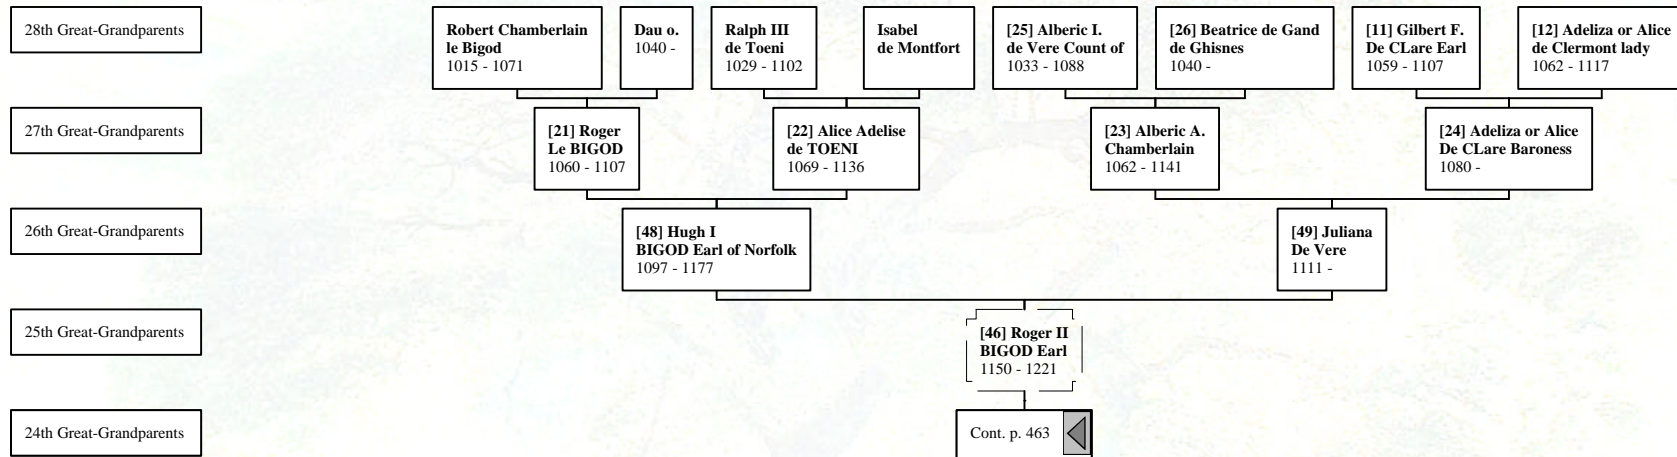 28th Great-Grandparents
Robert Chamberlain
le Bigod
1015 - 1071
Dau o.
1040 -
Ralph III
de Toeni
1029 - 1102
Isabel
de Montfort
[25] Alberic I.
de Vere Count of
1033 - 1088
[26] Beatrice de Gand
de Ghisnes
1040 -
[11] Gilbert F.
De CLare Earl
1059 - 1107
[12] Adeliza or Alice
de Clermont lady
1062 - 1117
27th Great-Grandparents
[21] Roger
Le BIGOD
1060 - 1107
[22] Alice Adelise
de TOENI
1069 - 1136
[23] Alberic A.
Chamberlain
1062 - 1141
[24] Adeliza or Alice
De CLare Baroness
1080 -
26th Great-Grandparents
[48] Hugh I
BIGOD Earl of Norfolk
1097 - 1177
[49] Juliana
De Vere
1111 -
25th Great-Grandparents
[46] Roger II
BIGOD Earl
1150 - 1221
24th Great-Grandparents
Cont. p. 463